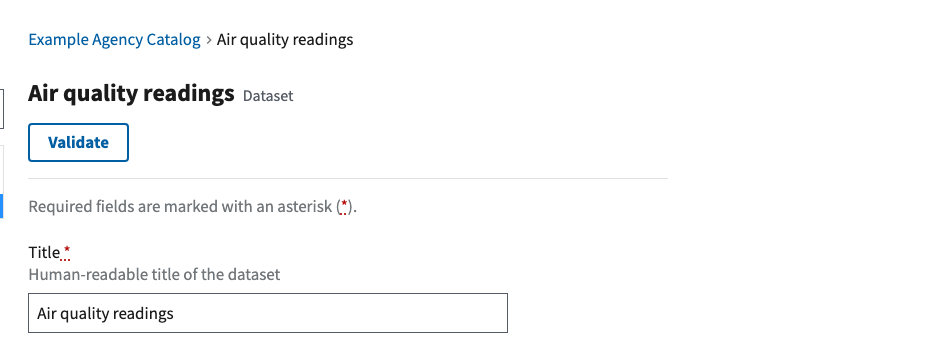 Example Agency Catalog > Air quality readings
Air quality readings Dataset
Validate
Required fields are marked with an asterisk (*).
Title *
Human-readable title of the dataset
Air quality readings